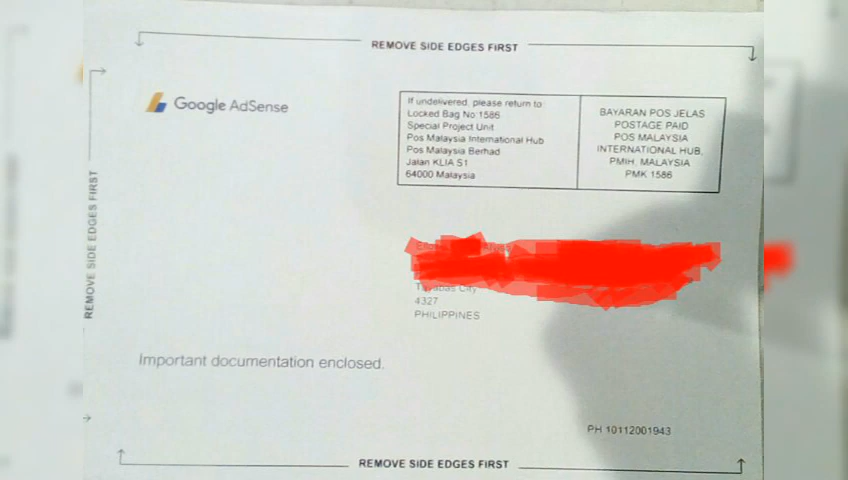 REMOVE SIDE EDGES FIRST
Google AdSense
If undelivered, please return to:
Locked Bag No:1586
Special Project Unit
Pos Malaysia International Hub
Pos Malaysia Berhad
Jalan KLIA S1
64000 Malaysia
BAYARAN POS JELAS
POSTAGE PAID
POS MALAYSIA
INTERNATIONAL HUB,
PMIH, MALAYSIA
PMK 1586
REMOVE SIDE EDGES FIRST
Tayabas City
4327
PHILIPPINES
Important documentation enclosed.
PH 10112001943
REMOVE SIDE EDGES FIRST